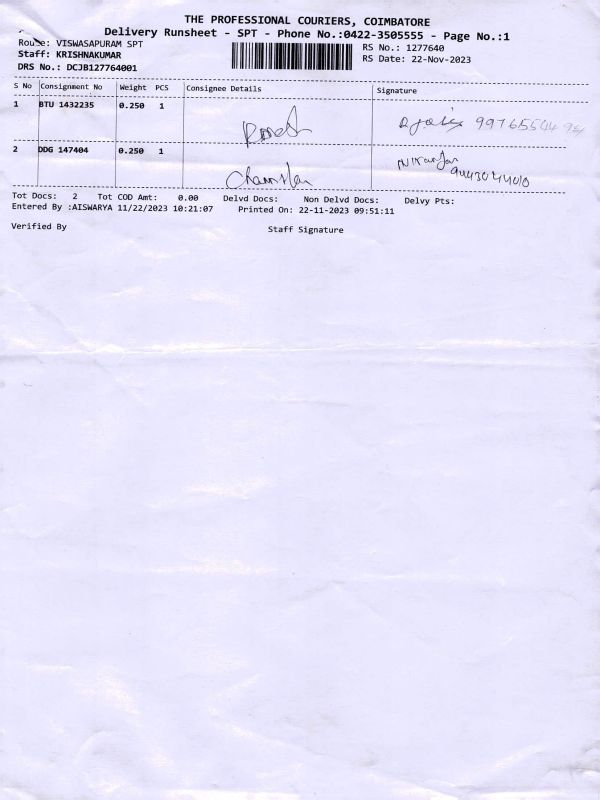 THE PROFESSIONAL COURIERS, COIMBATORE
Delivery Runsheet - SPT - Phone No.:0422-3505555 - Page No.:1
Route: VISWASAPURAM SPT
RS No.: 1277640
Staff: KRISHNAKUMAR
RS Date: 22-Nov-2023
DRS No.: DCJB127764001
S No Consignment No Weight PCS Consignee Details Signature
1 BTU 1432235 0.250 1
2 DDG 147404 0.250 1
Tot Docs: 2 Tot COD Amt: 0.00 Delvd Docs: Non Delvd Docs: Delvy Pts:
Entered By :AISWARYA 11/22/2023 10:21:07 Printed On: 22-11-2023 09:51:11
Verified By Staff Signature